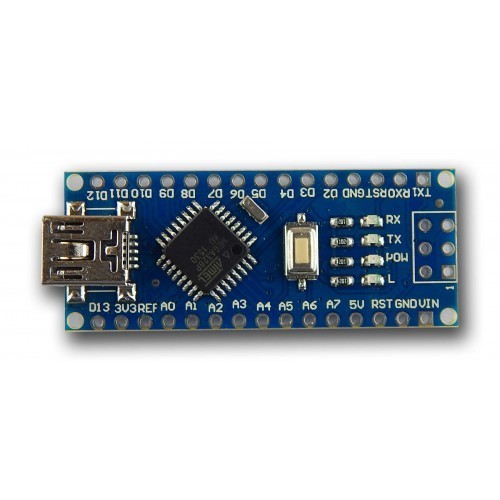 D12 D11 D10 D9 D8 D7 D6 D5 D4 D3 D2 GND RST RX0 TX1
RX
TX
POW
L
1
D13 3V3 REF A0 A1 A2 A3 A4 A5 A6 A7 5V RST GND VIN